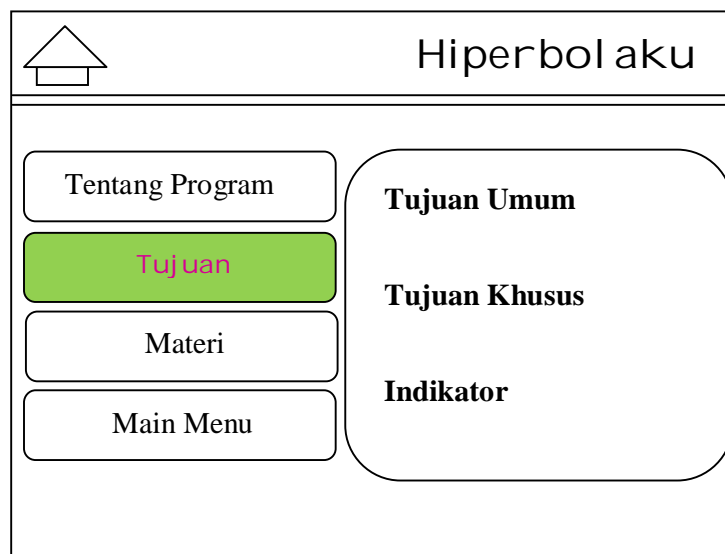 Hiperbolaku
Tentang Program
Tujuan
Materi
Main Menu
Tujuan Umum
Tujuan Khusus
Indikator